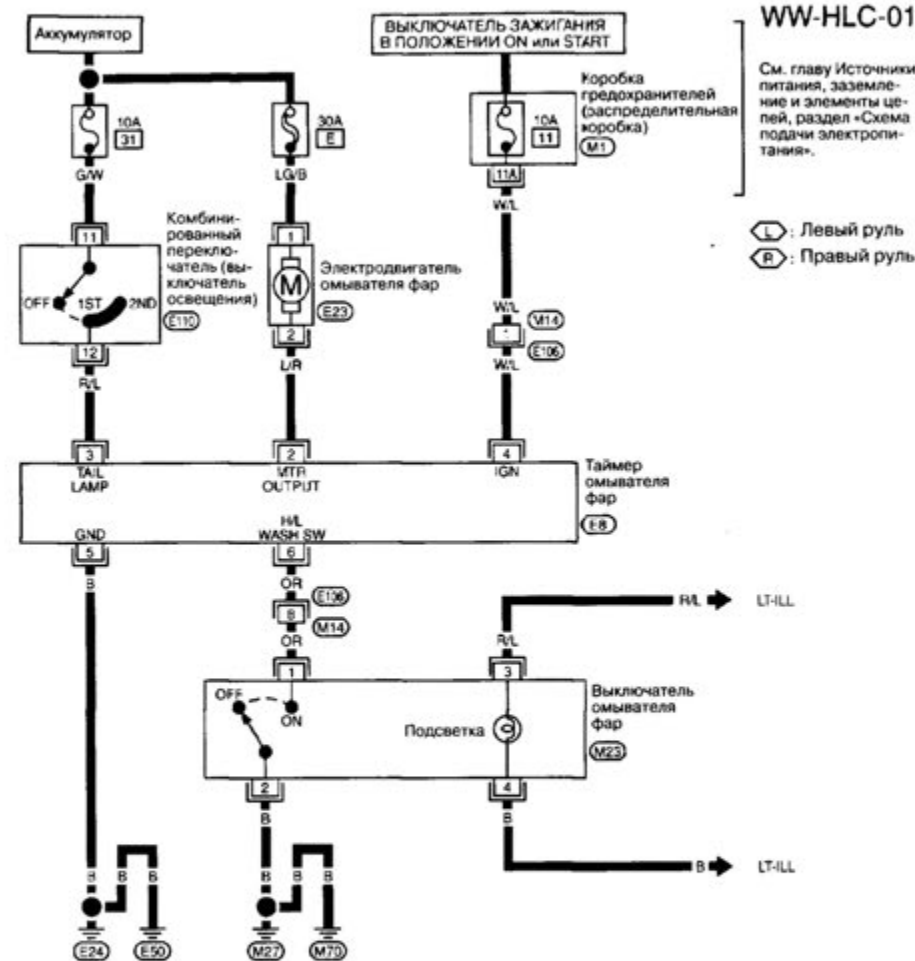 WW-HLC-01
Аккумулятор
ВЫКЛЮЧАТЕЛЬ ЗАЖИГАНИЯ
В ПОЛОЖЕНИИ ON или START
См. главу Источники
питания, заземле-
ние и элементы це-
пей, раздел «Схема
подачи электропи-
тания».
10A
31
30A
E
10A
11
Коробка
предохранителей
(распределительная
коробка)
M1
G/W
LG/B
11A
W/L
L : Левый руль
R : Правый руль
11
Комбини-
рованный
переклю-
чатель (вы-
ключатель
освещения)
E110
OFF
1ST
2ND
12
R/L
1
M
Электродвигатель
омывателя фар
E23
2
L/R
W/L
1
M14
E106
W/L
3
TAIL
LAMP
2
MTR
OUTPUT
4
IGN
Таймер
омывателя
фар
E8
GND
5
H/L
WASH SW
6
B
OR
E106
8
M14
OR
R/L
LT-ILL
R/L
1
3
OFF
ON
Подсветка
Выключатель
омывателя
фар
M23
2
4
B
B
B
LT-ILL
B
B
B
B
B
B
E24
E50
M27
M70